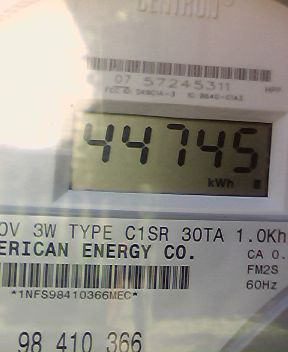 CENTRON®
07 57245311 HPP
44745
kWh
0V 3W TYPE C1SR 30TA 1.0Kh
ERICAN ENERGY CO.
CA 0.
FM2S
*1NFS98410366MEC*
60Hz
98 410 366